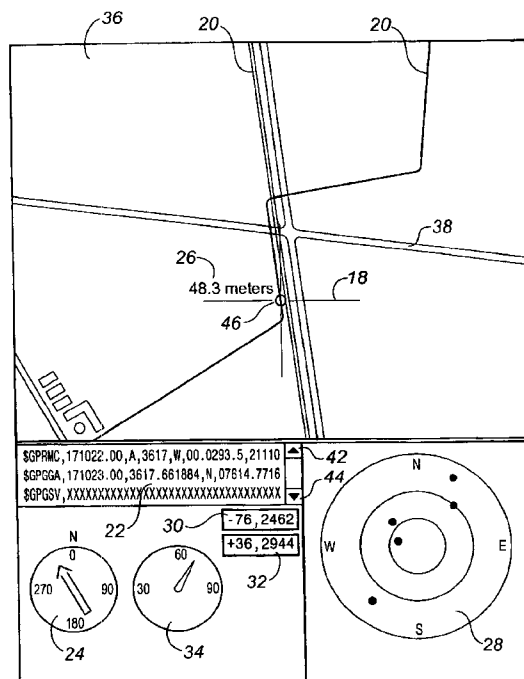 36
20
20
38
26
48.3 meters
18
46
$GPRMC,171022.00,A,3617,W,00.0293.5,21110
42
$GPGGA,171023.00,3617.661884,N,07614.7716
$GPGSV,XXXXXXXXXXXXXXXXXXXXXXXXXXXXXXXXXX
44
22
30
-76,2462
+36,2944
32
N
0
270
90
180
24
60
30
90
34
N
W
E
S
28